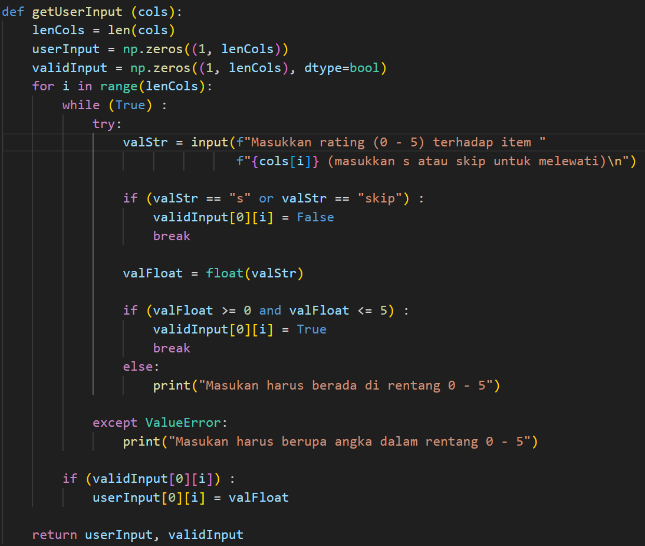 def getUserInput (cols):
    lenCols = len(cols)
    userInput = np.zeros((1, lenCols))
    validInput = np.zeros((1, lenCols), dtype=bool)
    for i in range(lenCols):
        while (True) :
            try:
                valStr = input(f"Masukkan rating (0 - 5) terhadap item "
                               f"{cols[i]} (masukkan s atau skip untuk melewati)\n")

                if (valStr == "s" or valStr == "skip") :
                    validInput[0][i] = False
                    break

                valFloat = float(valStr)

                if (valFloat >= 0 and valFloat <= 5) :
                    validInput[0][i] = True
                    break
                else:
                    print("Masukan harus berada di rentang 0 - 5")

            except ValueError:
                print("Masukan harus berupa angka dalam rentang 0 - 5")

        if (validInput[0][i]) :
            userInput[0][i] = valFloat

    return userInput, validInput